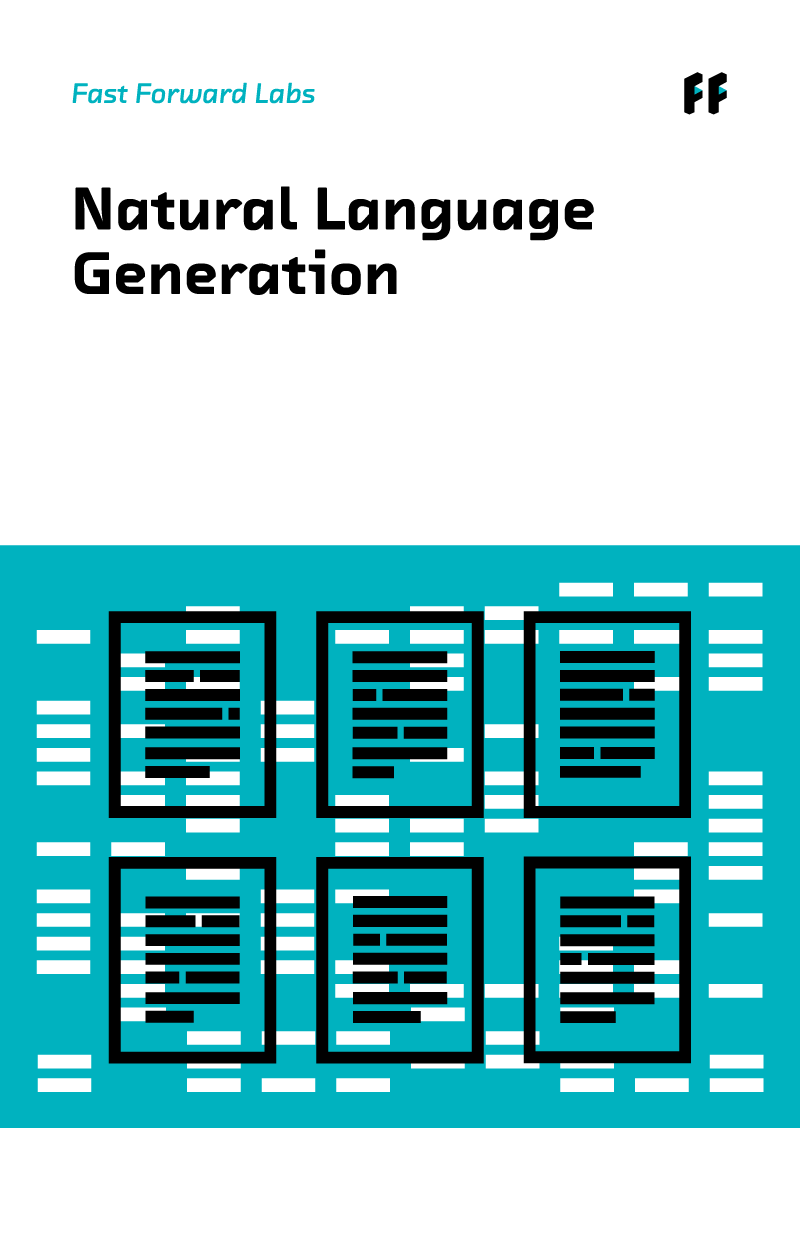 Fast Forward Labs
FF
Natural Language
Generation